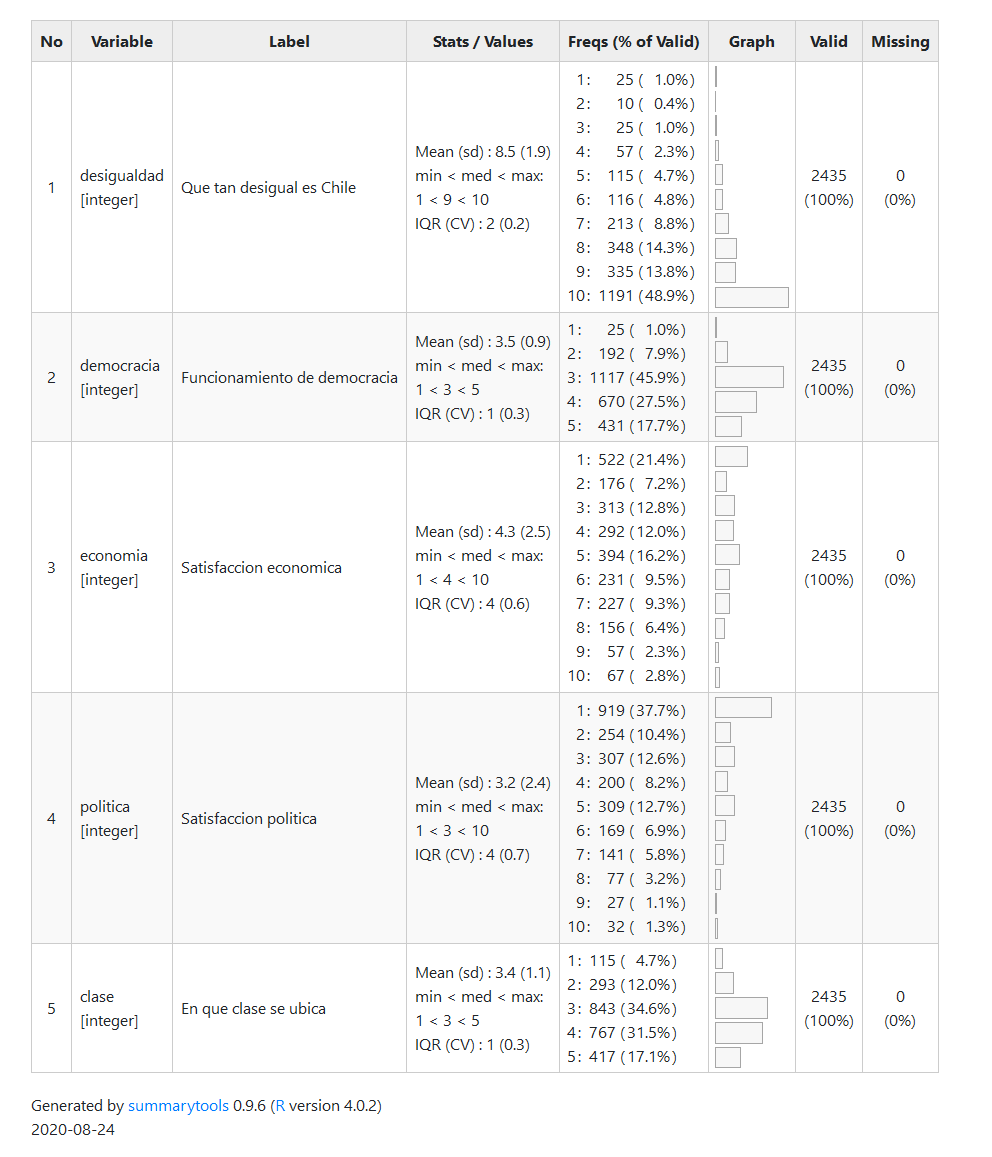 No Variable Label Stats / Values Freqs (% of Valid) Graph Valid Missing
1 desigualdad [integer] Que tan desigual es Chile
Mean (sd) : 8.5 (1.9)
min < med < max:
1 < 9 < 10
IQR (CV) : 2 (0.2)
1: 25 ( 1.0%)
2: 10 ( 0.4%)
3: 25 ( 1.0%)
4: 57 ( 2.3%)
5: 115 ( 4.7%)
6: 116 ( 4.8%)
7: 213 ( 8.8%)
8: 348 (14.3%)
9: 335 (13.8%)
10: 1191 (48.9%)
2435
(100%)
0
(0%)
2 democracia [integer] Funcionamiento de democracia
Mean (sd) : 3.5 (0.9)
min < med < max:
1 < 3 < 5
IQR (CV) : 1 (0.3)
1: 25 ( 1.0%)
2: 192 ( 7.9%)
3: 1117 (45.9%)
4: 670 (27.5%)
5: 431 (17.7%)
2435
(100%)
0
(0%)
3 economia [integer] Satisfaccion economica
Mean (sd) : 4.3 (2.5)
min < med < max:
1 < 4 < 10
IQR (CV) : 4 (0.6)
1: 522 (21.4%)
2: 176 ( 7.2%)
3: 313 (12.8%)
4: 292 (12.0%)
5: 394 (16.2%)
6: 231 ( 9.5%)
7: 227 ( 9.3%)
8: 156 ( 6.4%)
9: 57 ( 2.3%)
10: 67 ( 2.8%)
2435
(100%)
0
(0%)
4 politica [integer] Satisfaccion politica
Mean (sd) : 3.2 (2.4)
min < med < max:
1 < 3 < 10
IQR (CV) : 4 (0.7)
1: 919 (37.7%)
2: 254 (10.4%)
3: 307 (12.6%)
4: 200 ( 8.2%)
5: 309 (12.7%)
6: 169 ( 6.9%)
7: 141 ( 5.8%)
8: 77 ( 3.2%)
9: 27 ( 1.1%)
10: 32 ( 1.3%)
2435
(100%)
0
(0%)
5 clase [integer] En que clase se ubica
Mean (sd) : 3.4 (1.1)
min < med < max:
1 < 3 < 5
IQR (CV) : 1 (0.3)
1: 115 ( 4.7%)
2: 293 (12.0%)
3: 843 (34.6%)
4: 767 (31.5%)
5: 417 (17.1%)
2435
(100%)
0
(0%)
Generated by summarytools 0.9.6 (R version 4.0.2)
2020-08-24